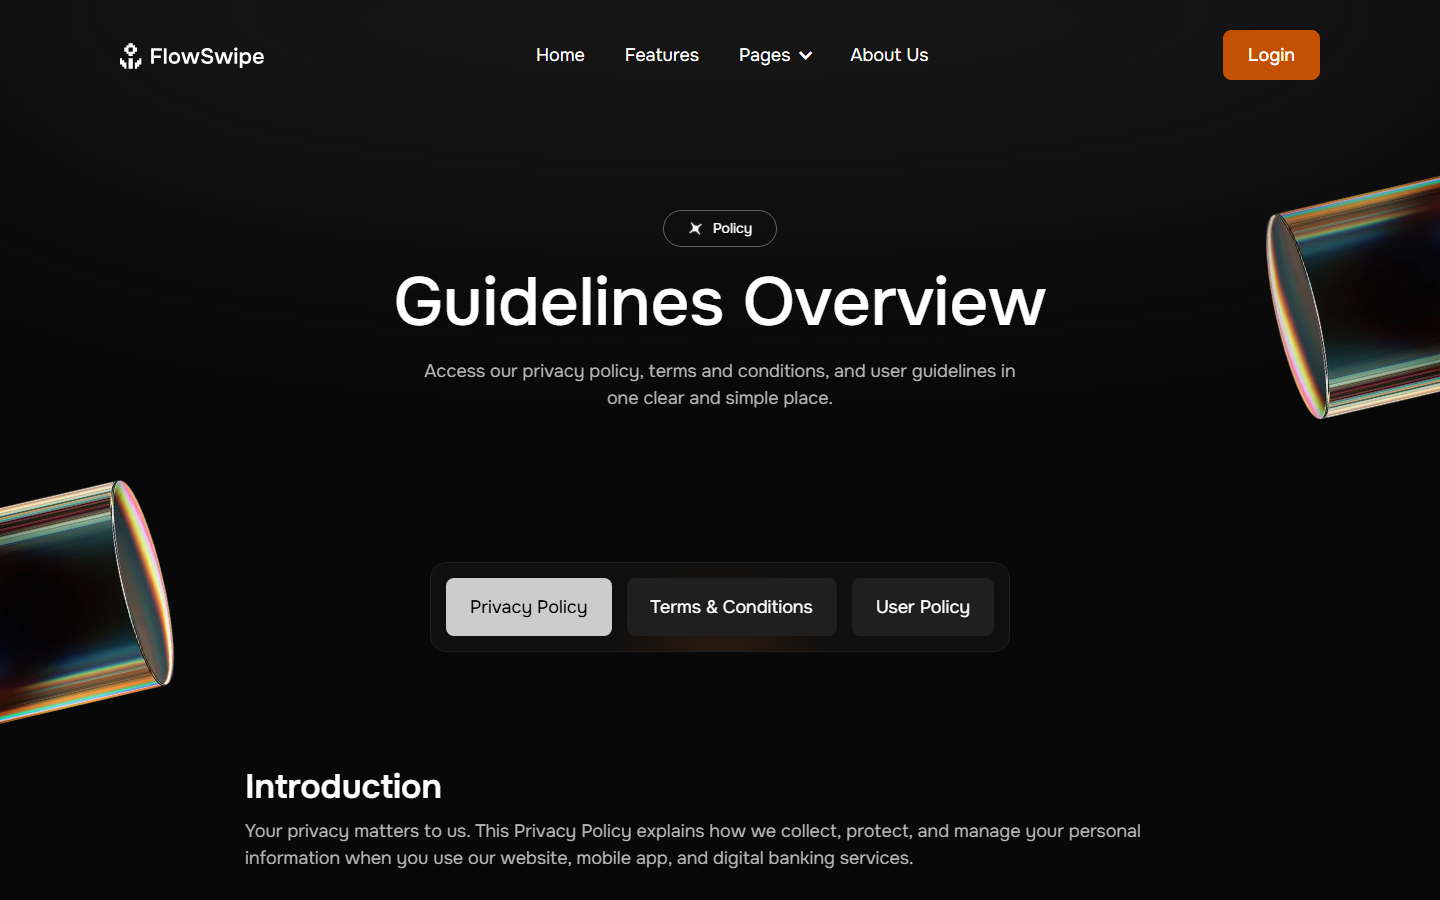 FlowSwipe
Home
Features
Pages
About Us
Login
Policy
Guidelines Overview
Access our privacy policy, terms and conditions, and user guidelines in
one clear and simple place.
Privacy Policy
Terms & Conditions
User Policy
Introduction
Your privacy matters to us. This Privacy Policy explains how we collect, protect, and manage your personal
information when you use our website, mobile app, and digital banking services.